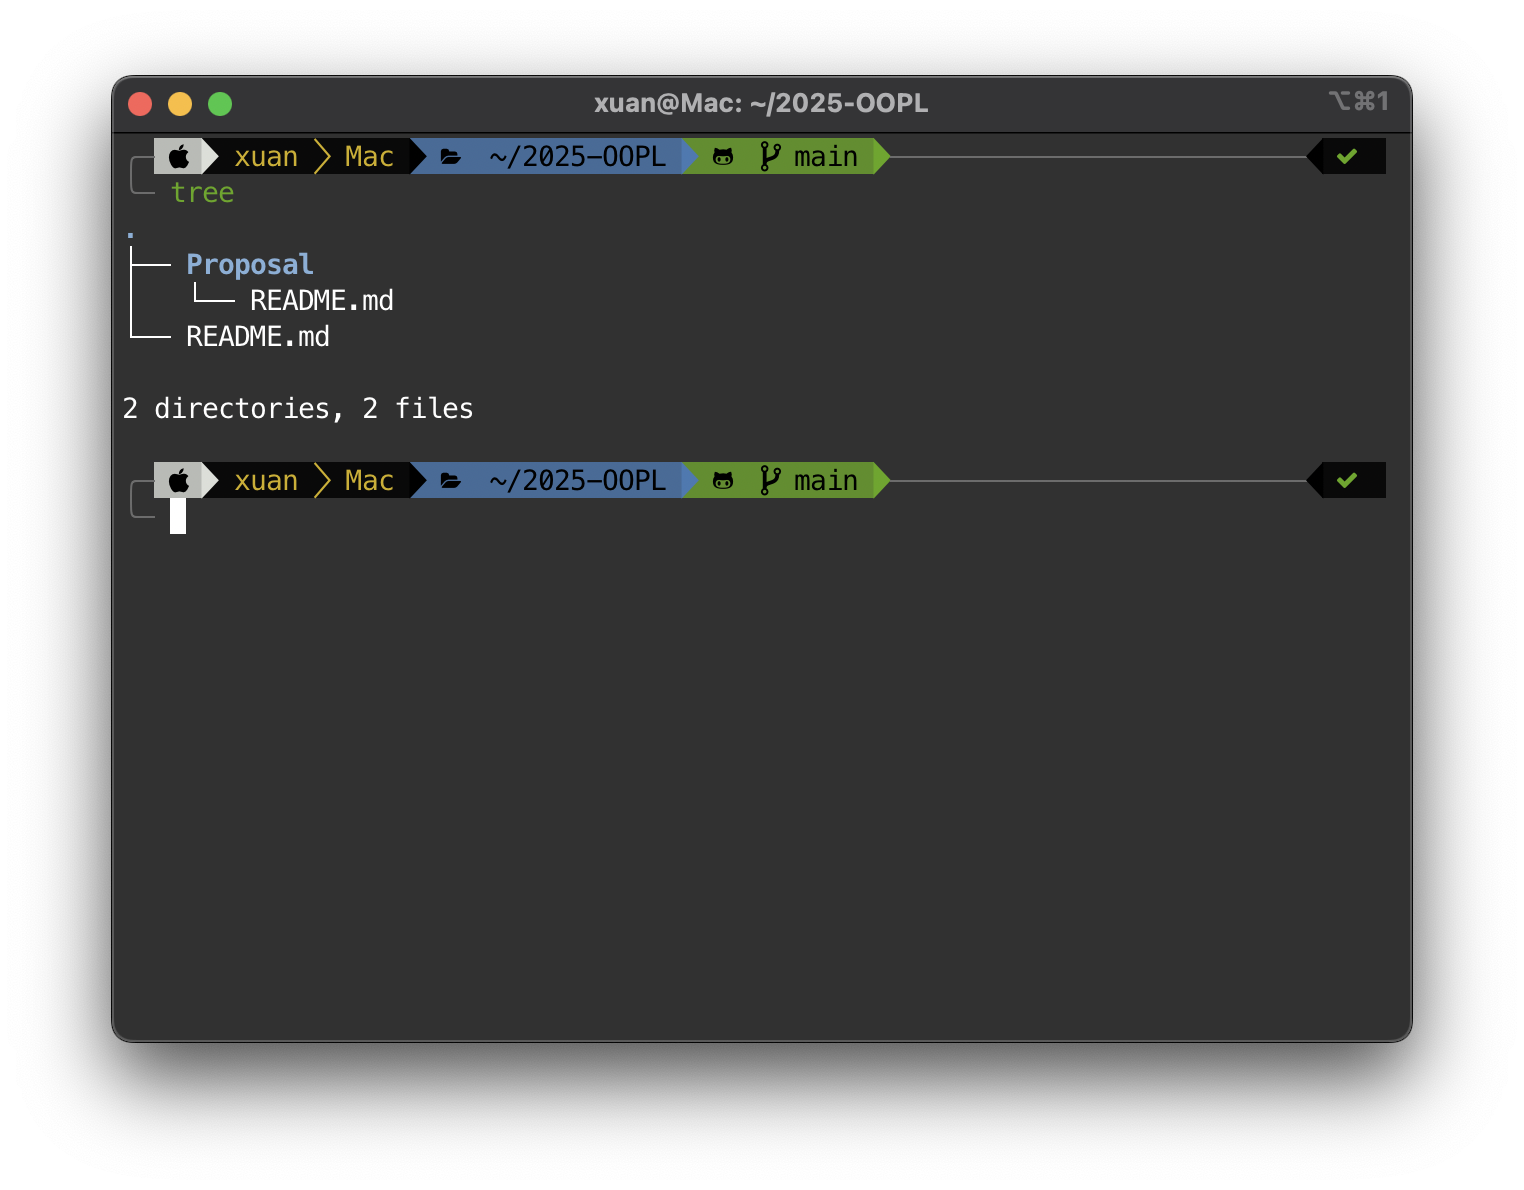 xuan@Mac: ~/2025-OOPL ⌥⌘1
xuan Mac ~/2025-OOPL main ✔
tree
.
├── Proposal
│   └── README.md
└── README.md
2 directories, 2 files
xuan Mac ~/2025-OOPL main ✔